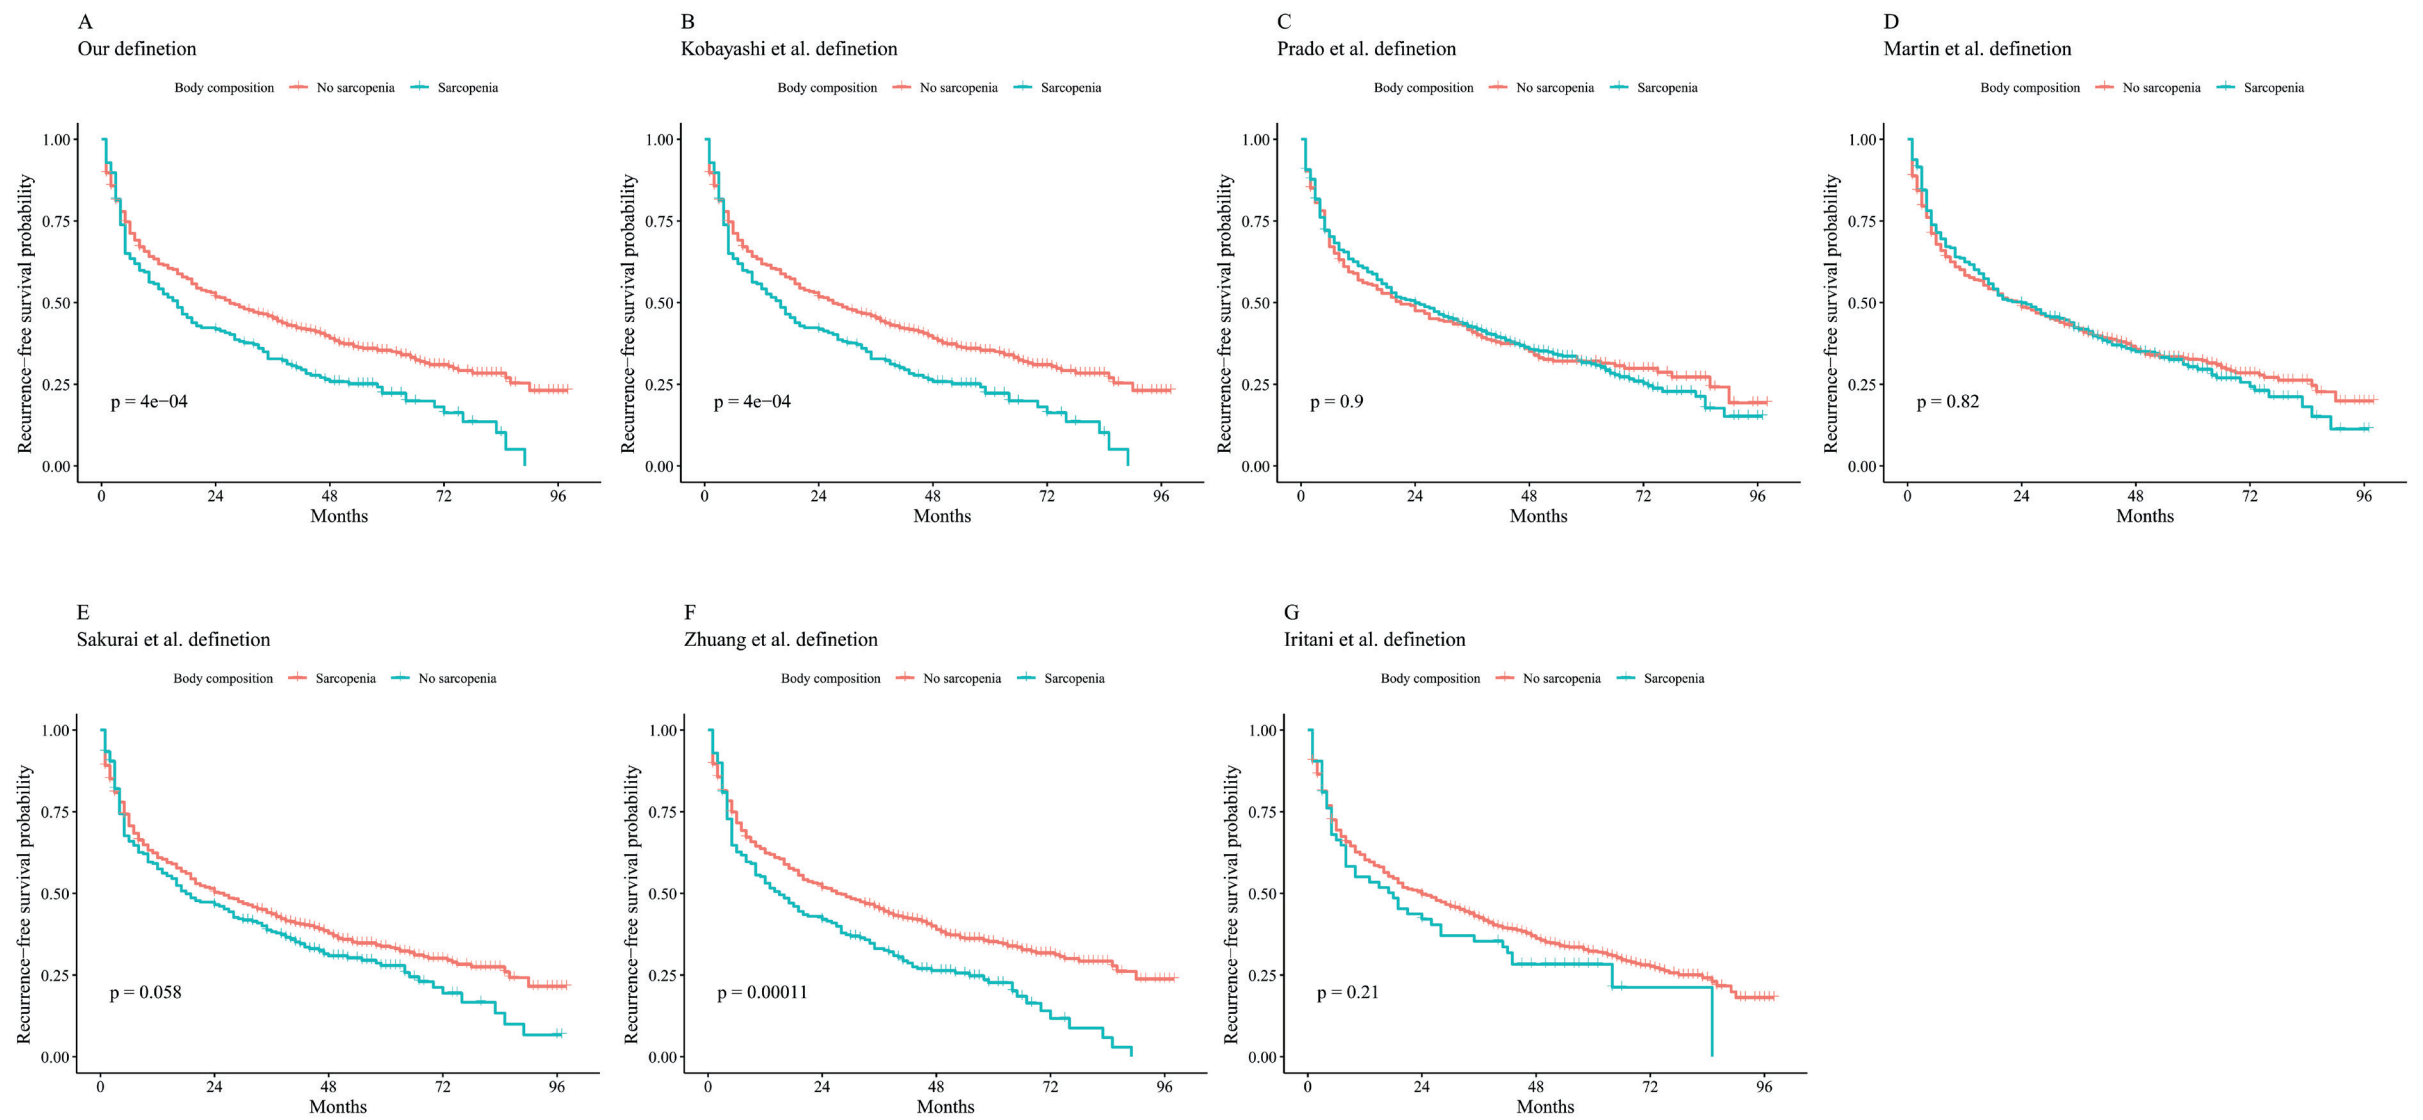 A
Our definetion
Body composition No sarcopenia Sarcopenia
Recurrence−free survival probability
1.00
0.75
0.50
0.25
0.00
p = 4e−04
0 24 48 72 96
Months
B
Kobayashi et al. definetion
Body composition No sarcopenia Sarcopenia
Recurrence−free survival probability
1.00
0.75
0.50
0.25
0.00
p = 4e−04
0 24 48 72 96
Months
C
Prado et al. definetion
Body composition No sarcopenia Sarcopenia
Recurrence−free survival probability
1.00
0.75
0.50
0.25
0.00
p = 0.9
0 24 48 72 96
Months
D
Martin et al. definetion
Body composition No sarcopenia Sarcopenia
Recurrence−free survival probability
1.00
0.75
0.50
0.25
0.00
p = 0.82
0 24 48 72 96
Months
E
Sakurai et al. definetion
Body composition Sarcopenia No sarcopenia
Recurrence−free survival probability
1.00
0.75
0.50
0.25
0.00
p = 0.058
0 24 48 72 96
Months
F
Zhuang et al. definetion
Body composition No sarcopenia Sarcopenia
Recurrence−free survival probability
1.00
0.75
0.50
0.25
0.00
p = 0.00011
0 24 48 72 96
Months
G
Iritani et al. definetion
Body composition No sarcopenia Sarcopenia
Recurrence−free survival probability
1.00
0.75
0.50
0.25
0.00
p = 0.21
0 24 48 72 96
Months